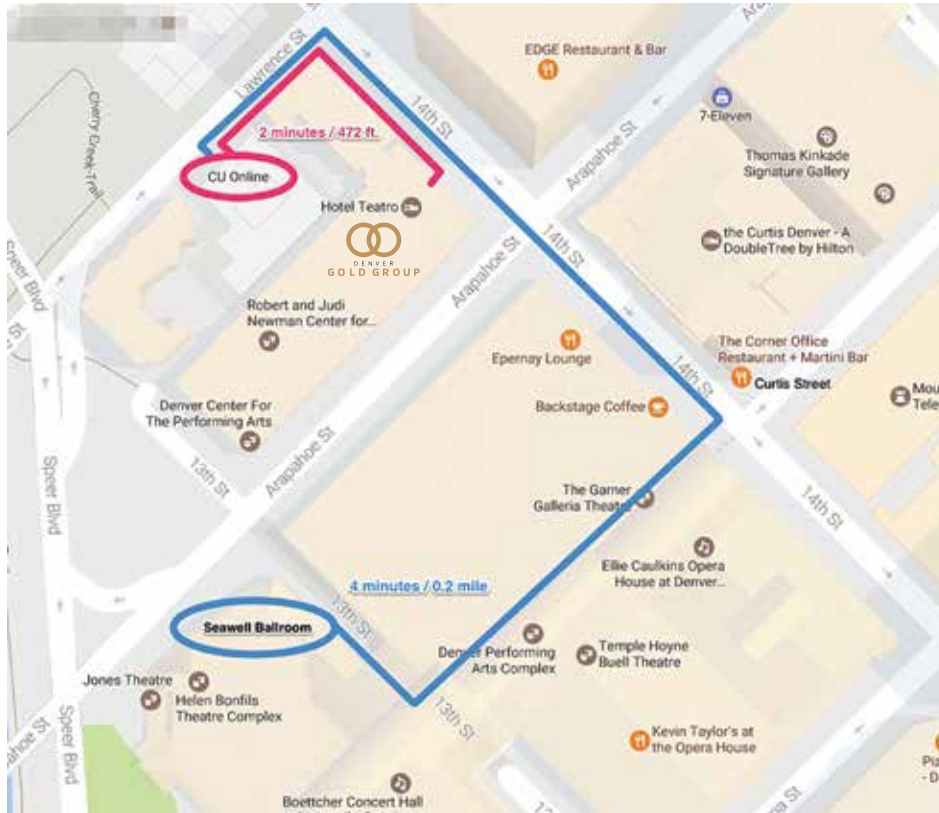 Lawrence St
EDGE Restaurant & Bar
Cherry Creek Trail
2 minutes / 472 ft.
14th St
7-Eleven
Arapahoe St
Thomas Kinkade
Signature Gallery
CU Online
Hotel Teatro
DENVER
GOLD GROUP
14th St
the Curtis Denver - A
DoubleTree by Hilton
Speer Blvd
Arapahoe St
Robert and Judi
Newman Center for...
Epernay Lounge
14th St
The Corner Office
Restaurant + Martini Bar
Curtis Street
Denver Center For
The Performing Arts
Backstage Coffee
13th St
Arapahoe St
Speer Blvd
The Garner
Galleria Theatre
14th St
Ellie Caulkins Opera
House at Denver...
4 minutes / 0.2 mile
13th St
Seawell Ballroom
Denver Performing
Arts Complex
Temple Hoyne
Buell Theatre
Jones Theatre
Helen Bonfils
Theatre Complex
13th St
Speer Blvd
Kevin Taylor's at
the Opera House
Boettcher Concert Hall